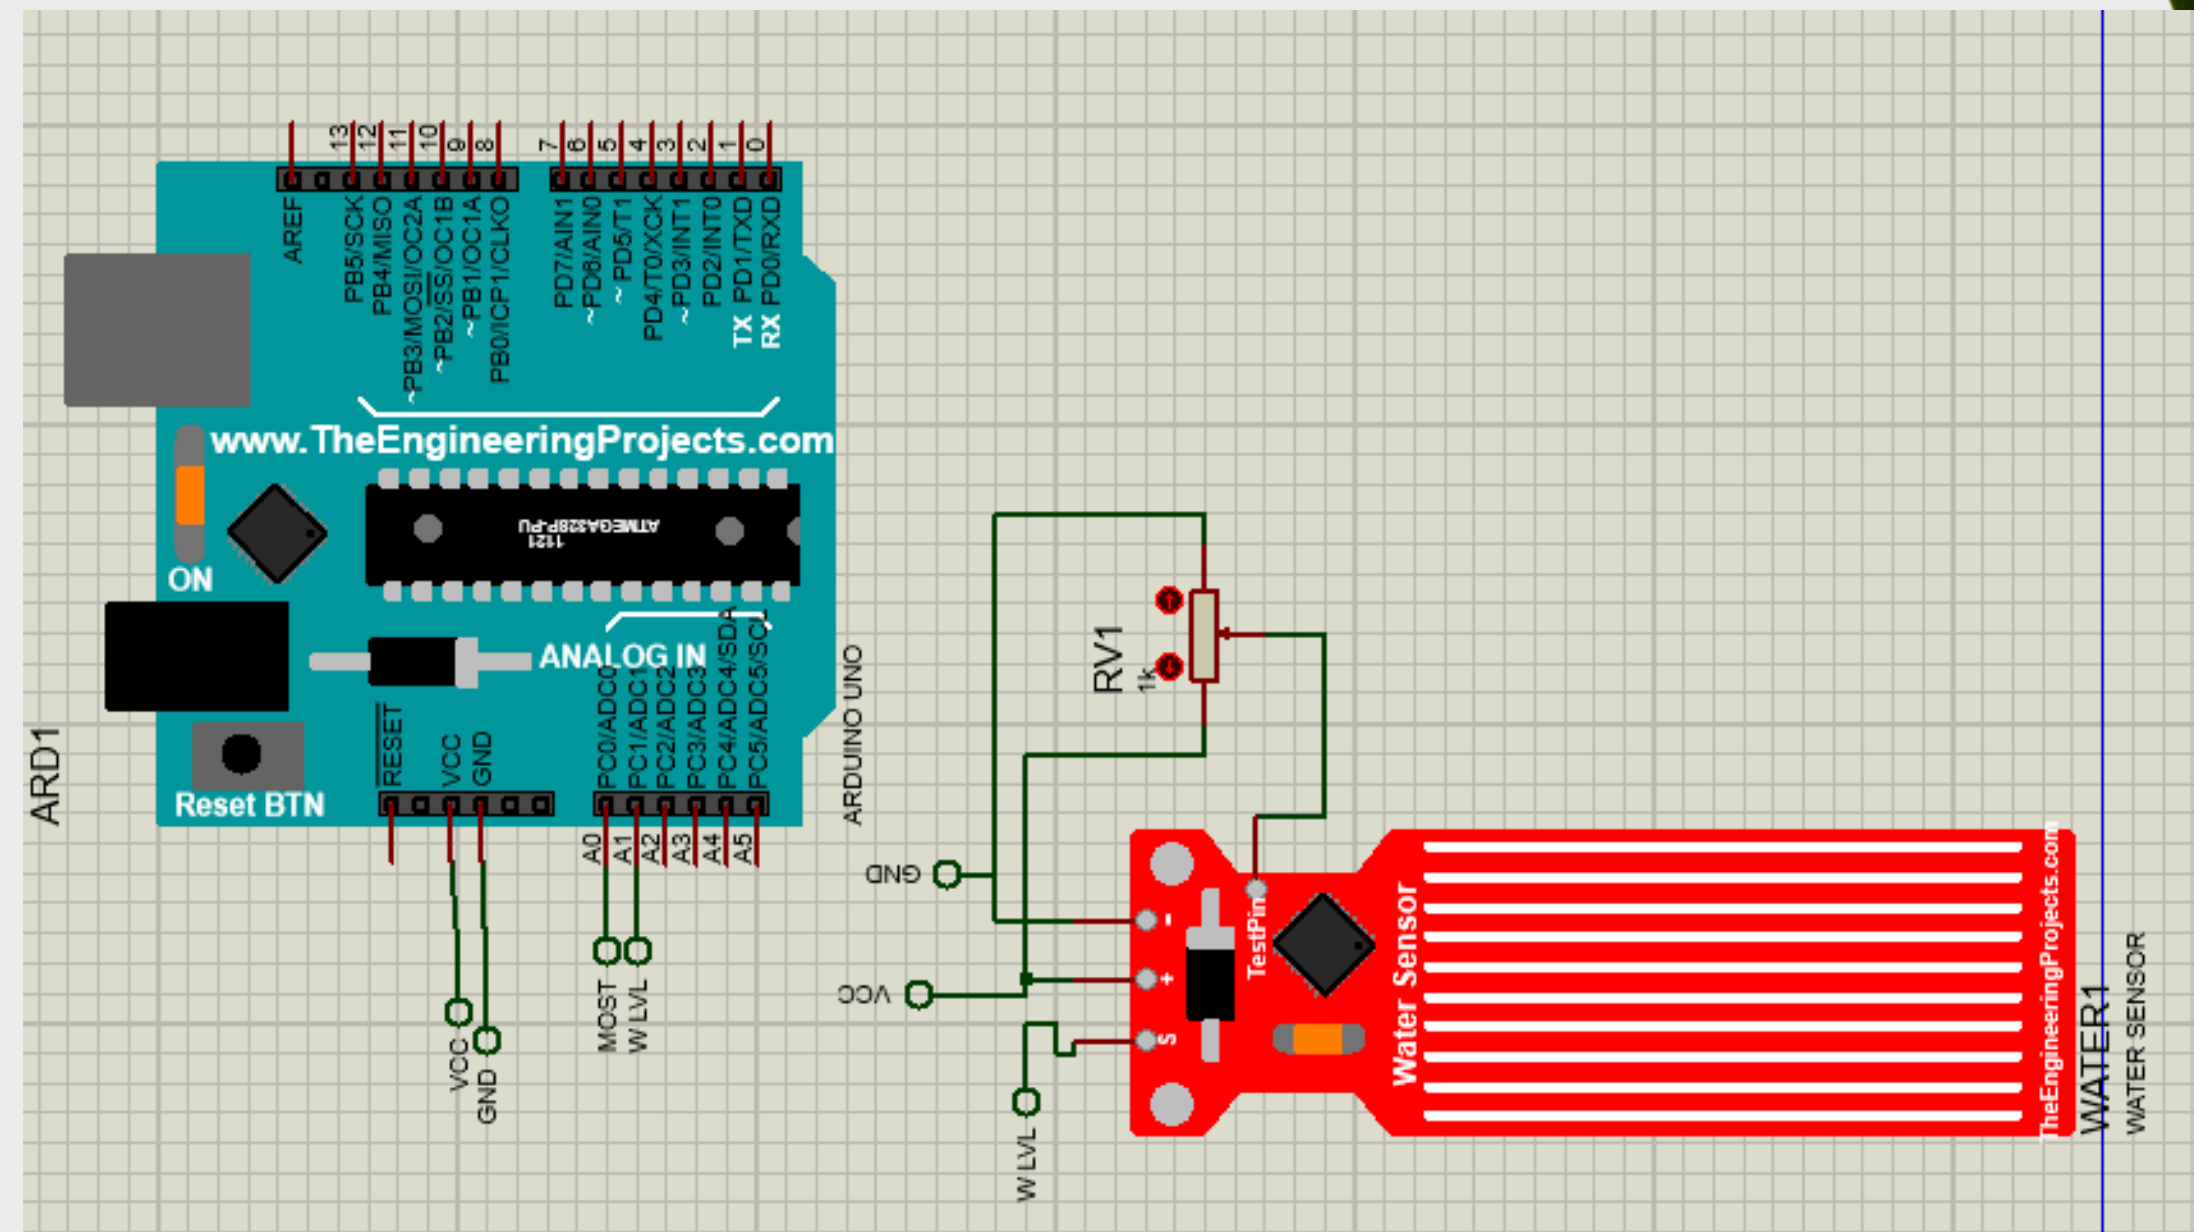 ARD1
13
12
11
10
9
8
7
6
5
4
3
2
1
0
AREF
PB5/SCK
PB4/MISO
~PB3/MOSI/OC2A
~PB2/SS/OC1B
~PB1/OC1A
PB0/ICP1/CLKO
PD7/AIN1
~PD6/AIN0
~PD5/T1
PD4/T0/XCK
~PD3/INT1
PD2/INT0
TX PD1/TXD
RX PD0/RXD
www.TheEngineeringProjects.com
ATMEGA328P-PU
1121
ON
ANALOG IN
Reset BTN
RESET
VCC
GND
PC0/ADC0
PC1/ADC1
PC2/ADC2
PC3/ADC3
PC4/ADC4/SDA
PC5/ADC5/SCL
A0
A1
A2
A3
A4
A5
ARDUINO UNO
VCC
GND
MOST
W LVL
RV1
1k
GND
VCC
W LVL
-
+
S
TestPin
Water Sensor
TheEngineeringProjects.com
WATER1
WATER SENSOR